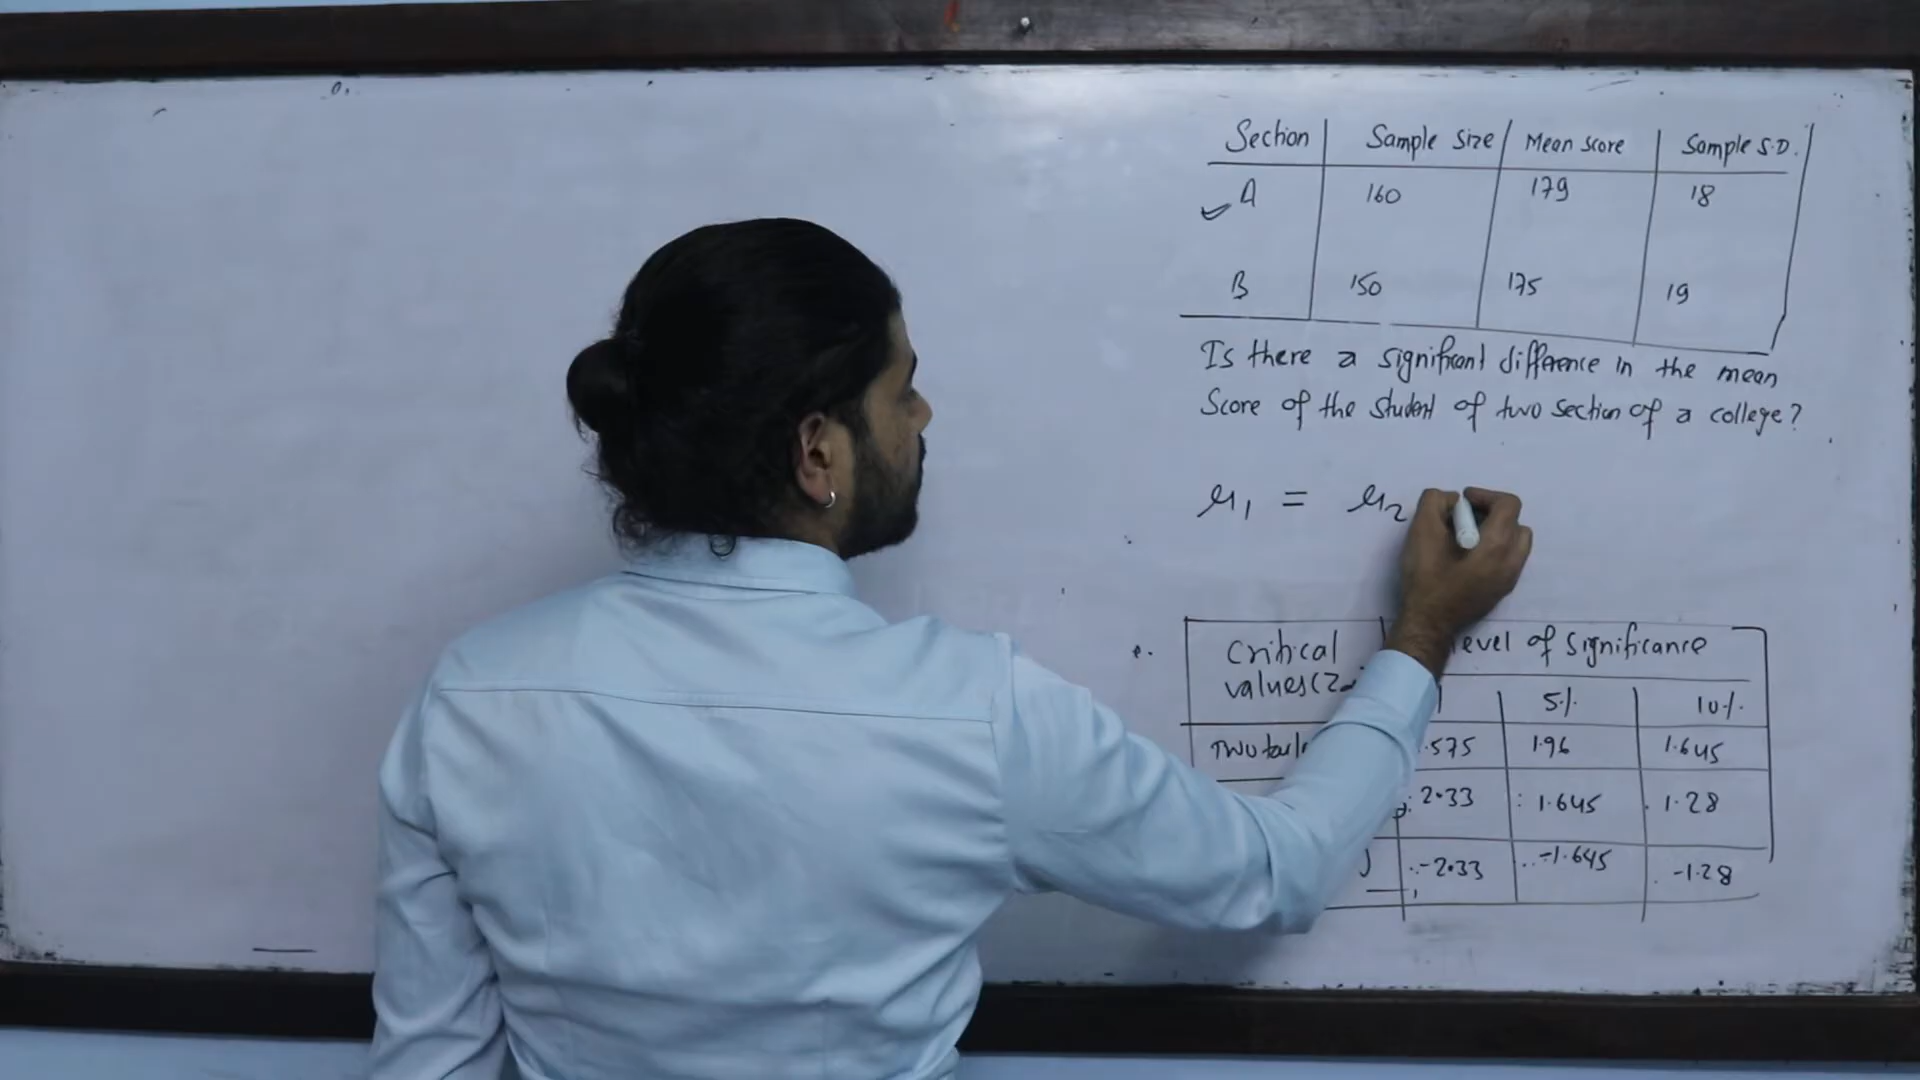 Section Sample Size Mean Score Sample S.D.
A 160 179 18
B 150 175 19
Is there a significant difference in the mean
Score of the student of two section of a college?
μ1 = μ2
Critical level of Significance
values(Z
5% 10%
Two .575 1.96 1.645
2.33 1.645 1.28
-2.33 -1.645 -1.28